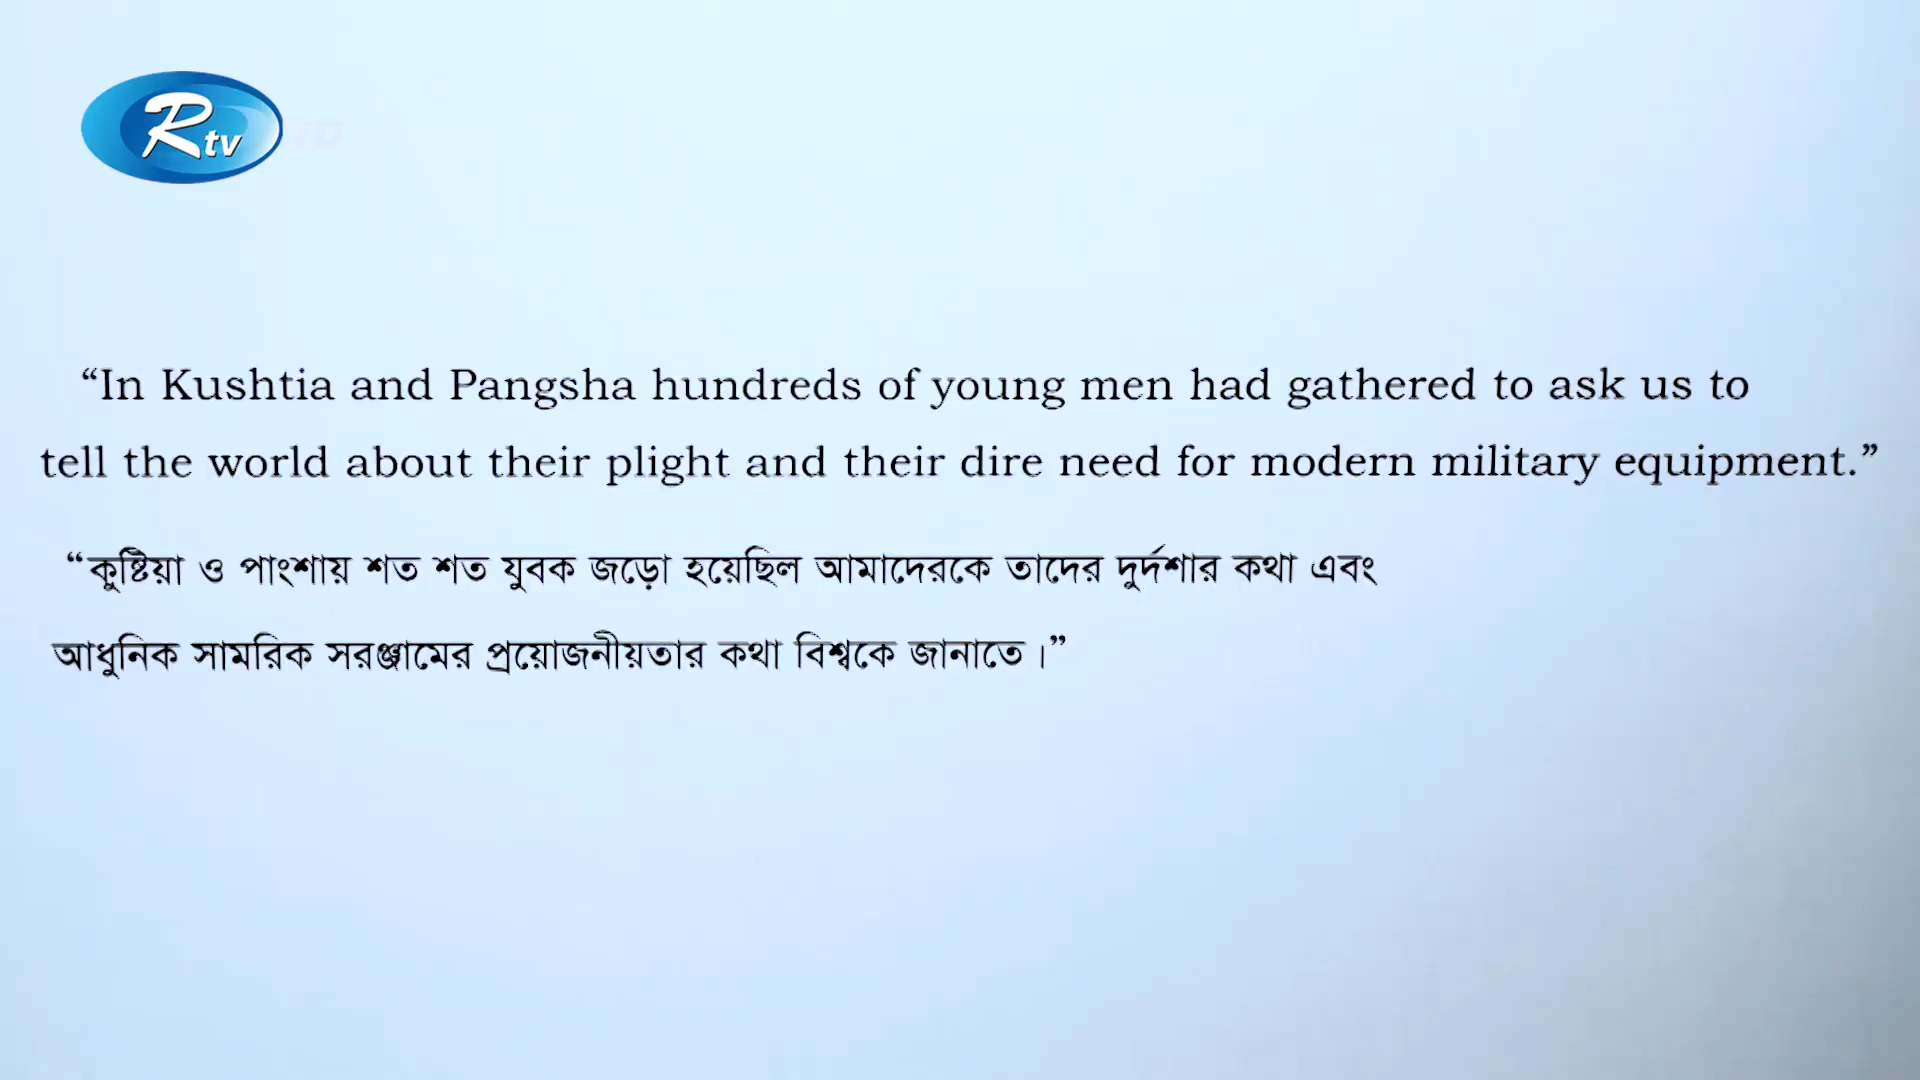 Rtv
“In Kushtia and Pangsha hundreds of young men had gathered to ask us to
tell the world about their plight and their dire need for modern military equipment.”
“কুষ্টিয়া ও পাংশায় শত শত যুবক জড়ো হয়েছিল আমাদেরকে তাদের দুর্দশার কথা এবং
আধুনিক সামরিক সরঞ্জামের প্রয়োজনীয়তার কথা বিশ্বকে জানাতে।”